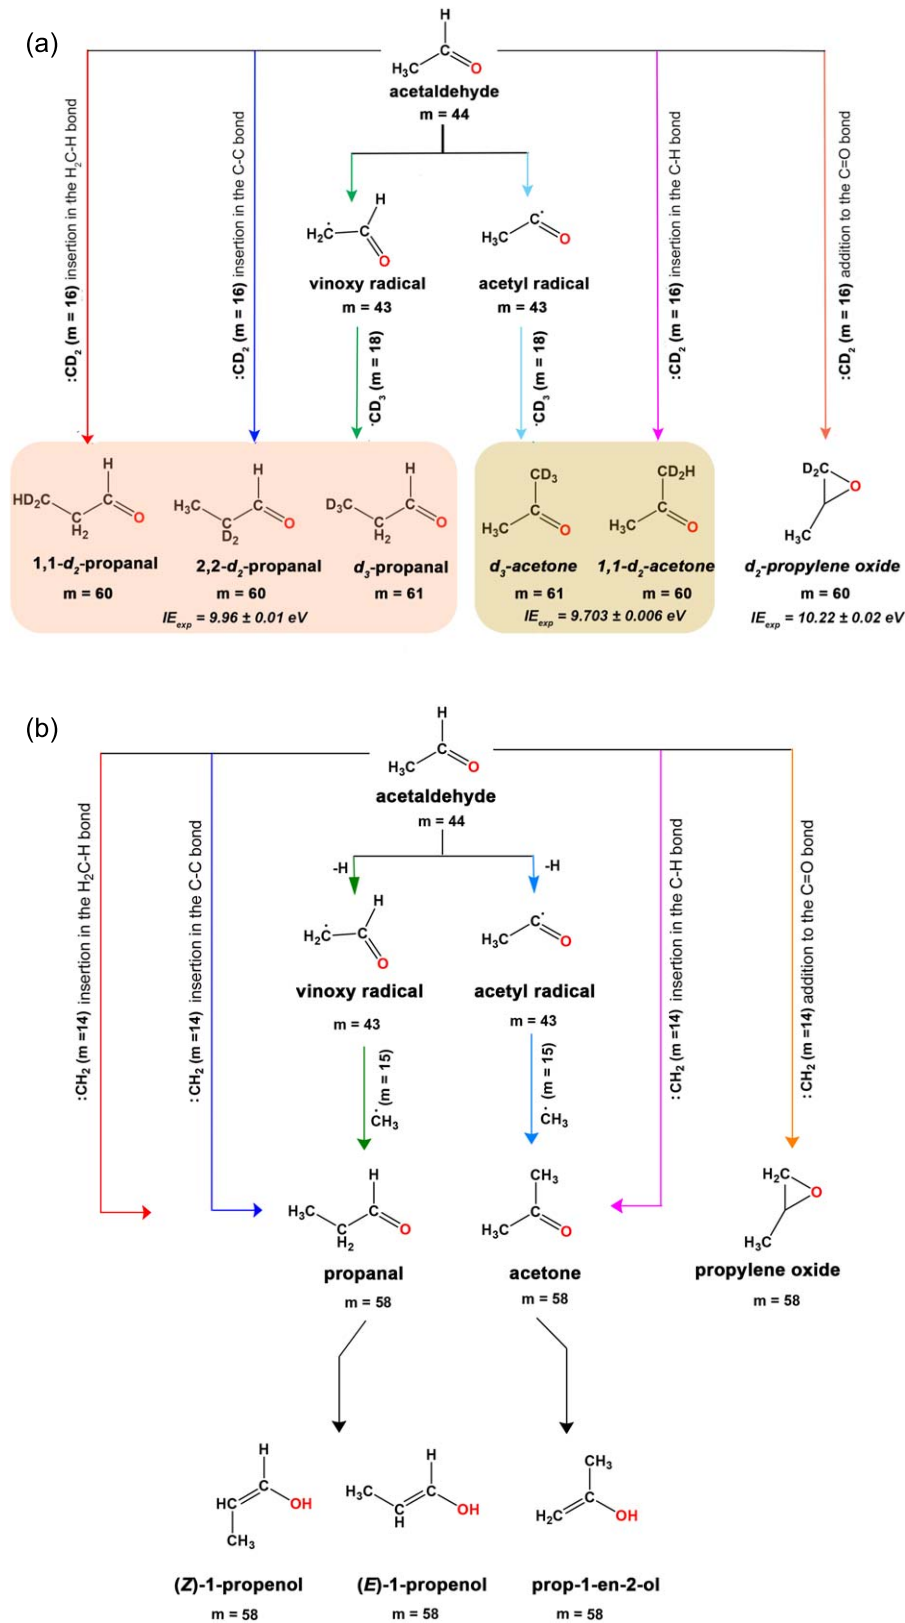 (a)
H
C
H₃C
O
acetaldehyde
m = 44
:CD₂ (m = 16) insertion in the H₂C-H bond
:CD₂ (m = 16) insertion in the C-C bond
:CD₂ (m = 16) insertion in the C-H bond
:CD₂ (m = 16) addition to the C=O bond
H
H₂Ċ
C
O
vinoxy radical
m = 43
H₃C
Ċ
O
acetyl radical
m = 43
·CD₃ (m = 18)
·CD₃ (m = 18)
HD₂C
C
H₂
H
C
O
1,1-d₂-propanal
m = 60
H₃C
C
D₂
H
C
O
2,2-d₂-propanal
m = 60
D₃C
C
H₂
H
C
O
d₃-propanal
m = 61
IEexp = 9.96 ± 0.01 eV
CD₃
C
H₃C
O
d₃-acetone
m = 61
CD₂H
C
H₃C
O
1,1-d₂-acetone
m = 60
IEexp = 9.703 ± 0.006 eV
D₂C
O
H₃C
d₂-propylene oxide
m = 60
IEexp = 10.22 ± 0.02 eV
(b)
H
C
H₃C
O
acetaldehyde
m = 44
:CH₂ (m =14) insertion in the H₂C-H bond
:CH₂ (m =14) insertion in the C-C bond
:CH₂ (m =14) insertion in the C-H bond
:CH₂ (m =14) addition to the C=O bond
-H
-H
H
H₂Ċ
C
O
vinoxy radical
m = 43
H₃C
Ċ
O
acetyl radical
m = 43
ĊH₃ (m = 15)
ĊH₃ (m = 15)
H
H₃C
C
C
H₂
O
propanal
m = 58
CH₃
C
H₃C
O
acetone
m = 58
H₂C
O
H₃C
propylene oxide
m = 58
H
C
HC
OH
CH₃
(Z)-1-propenol
m = 58
H
H₃C
C
C
H
OH
(E)-1-propenol
m = 58
CH₃
C
H₂C
OH
prop-1-en-2-ol
m = 58